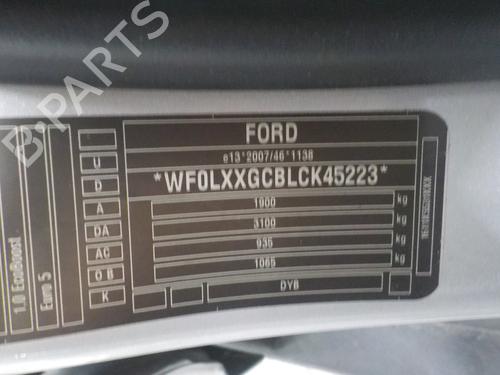 B-PARTS
FORD
e13*2007/46*1138
*WF0LXXGCBLCK45223*
1900 kg
3100 kg
935 kg
1065 kg
DYB
U
D
A
DA
AC
O B
K
1.0 EcoBoost
Euro 5